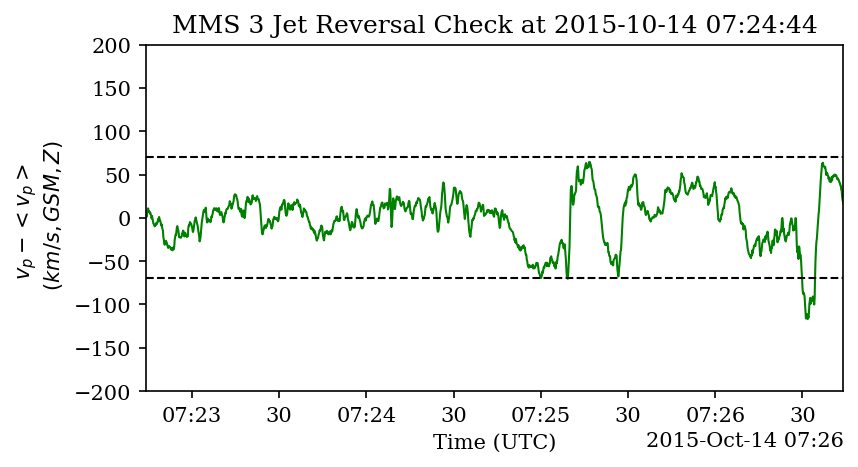 MMS 3 Jet Reversal Check at 2015-10-14 07:24:44
200
150
100
50
0
−50
−100
−150
−200
v_p − < v_p >
(km/s, GSM, Z)
07:23 30 07:24 30 07:25 30 07:26 30
Time (UTC)
2015-Oct-14 07:26